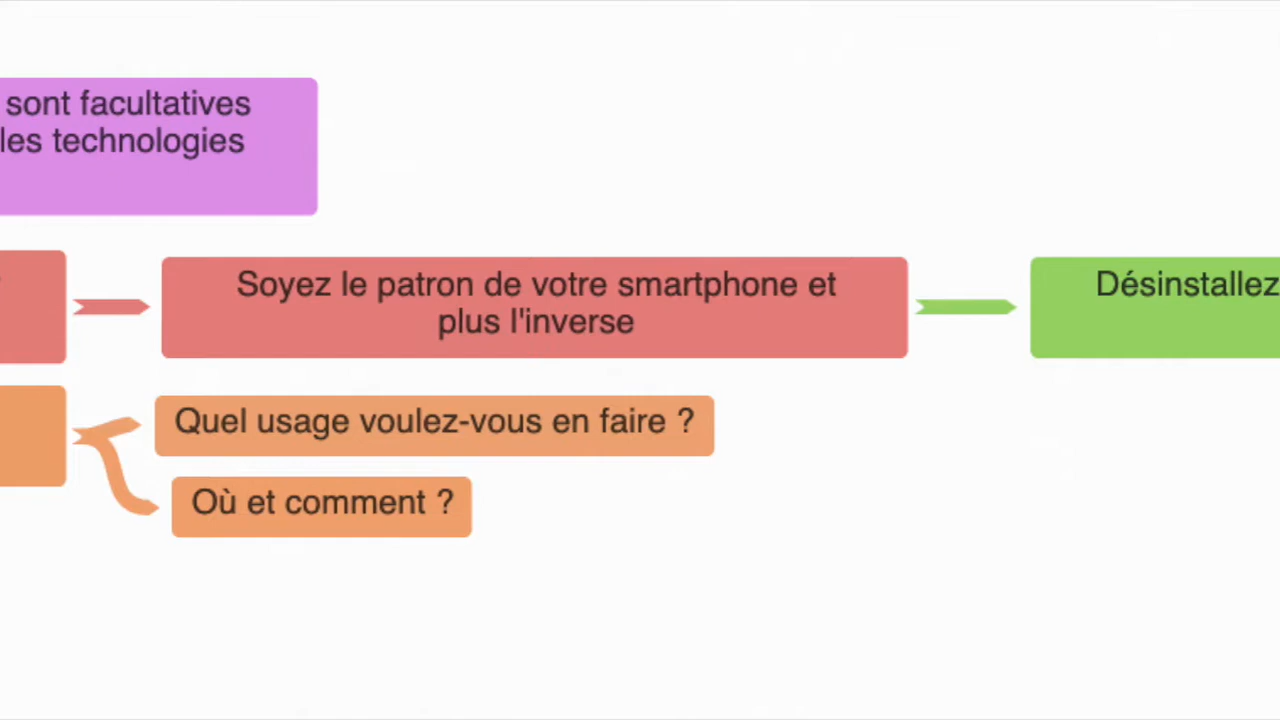 sont facultatives
les technologies
Soyez le patron de votre smartphone et
plus l'inverse
Désinstallez
Quel usage voulez-vous en faire ?
Où et comment ?